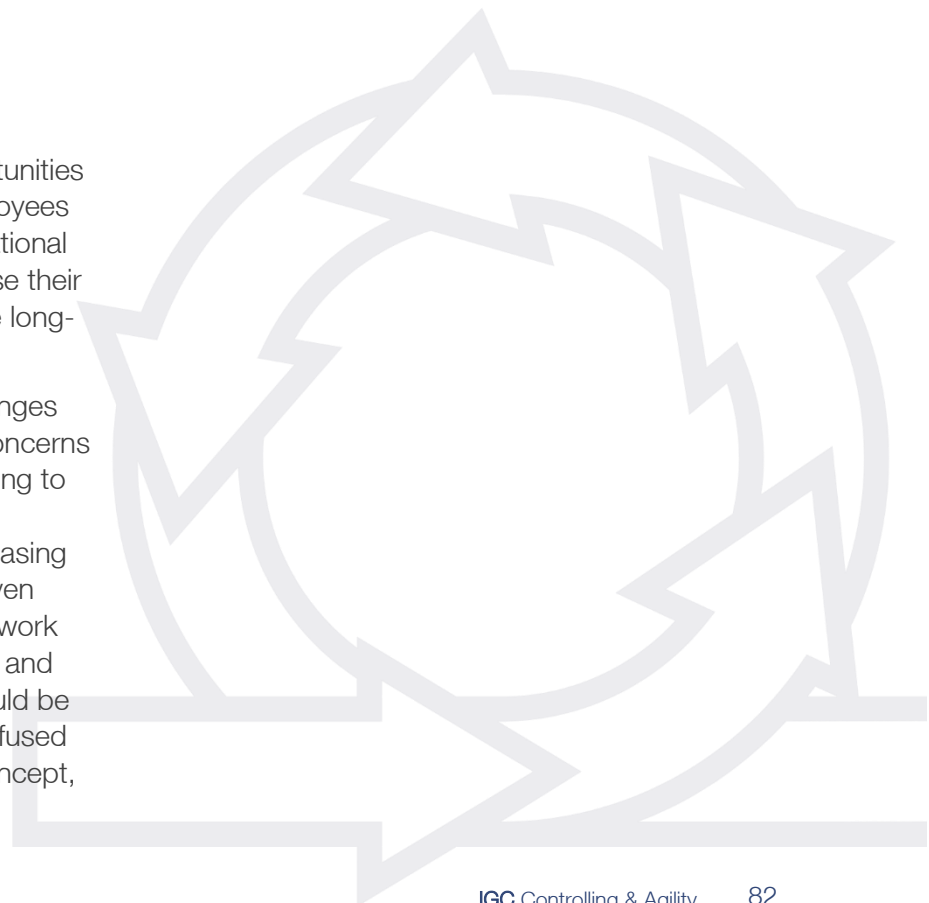 tunities
oyees
tional
se their
long-
nges
oncerns
ng to
asing
ven
work
and
uld be
fused
ncept,
IGC Controlling & Agility 82